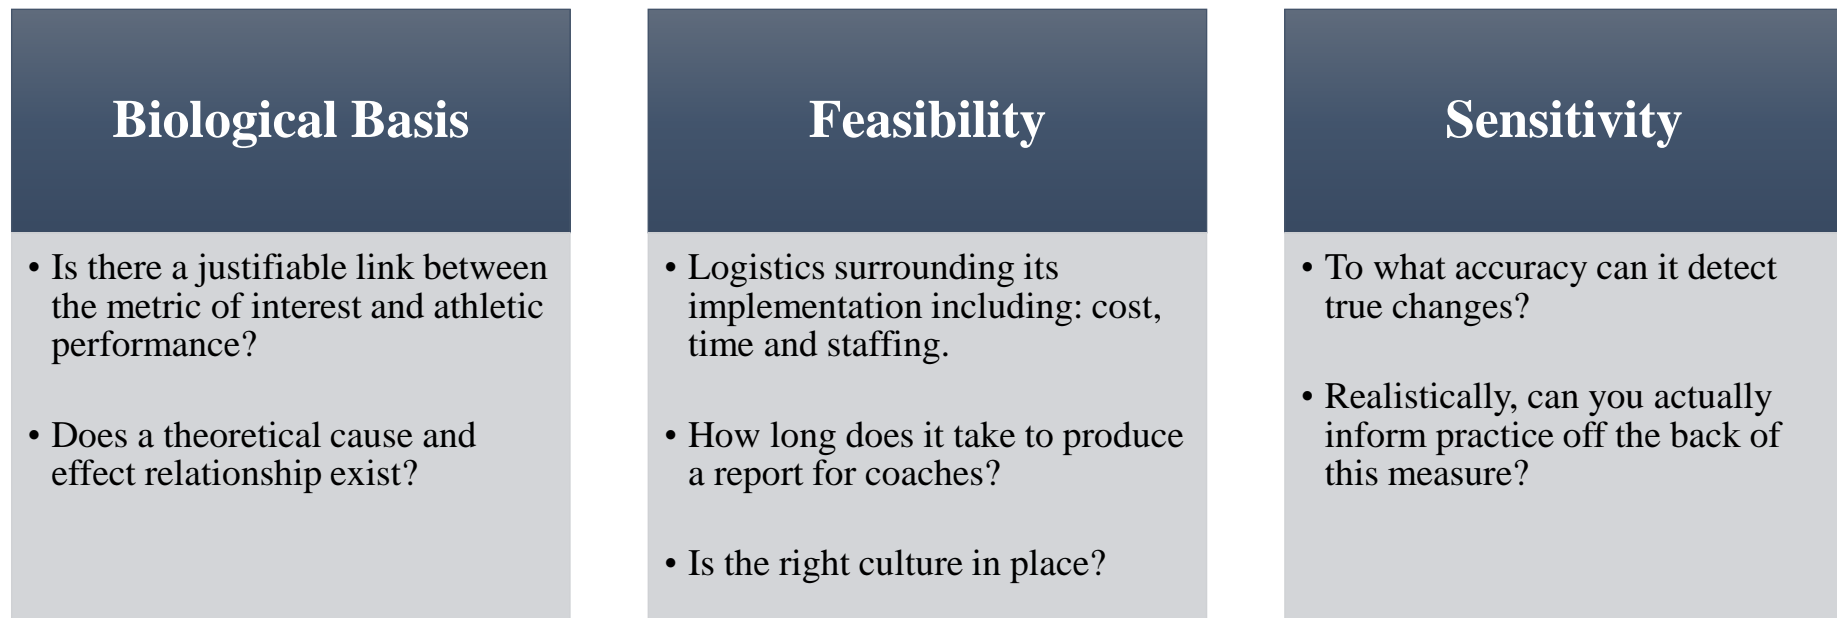 Biological Basis
• Is there a justifiable link between
the metric of interest and athletic
performance?
• Does a theoretical cause and
effect relationship exist?
Feasibility
• Logistics surrounding its
implementation including: cost,
time and staffing.
• How long does it take to produce
a report for coaches?
• Is the right culture in place?
Sensitivity
• To what accuracy can it detect
true changes?
• Realistically, can you actually
inform practice off the back of
this measure?